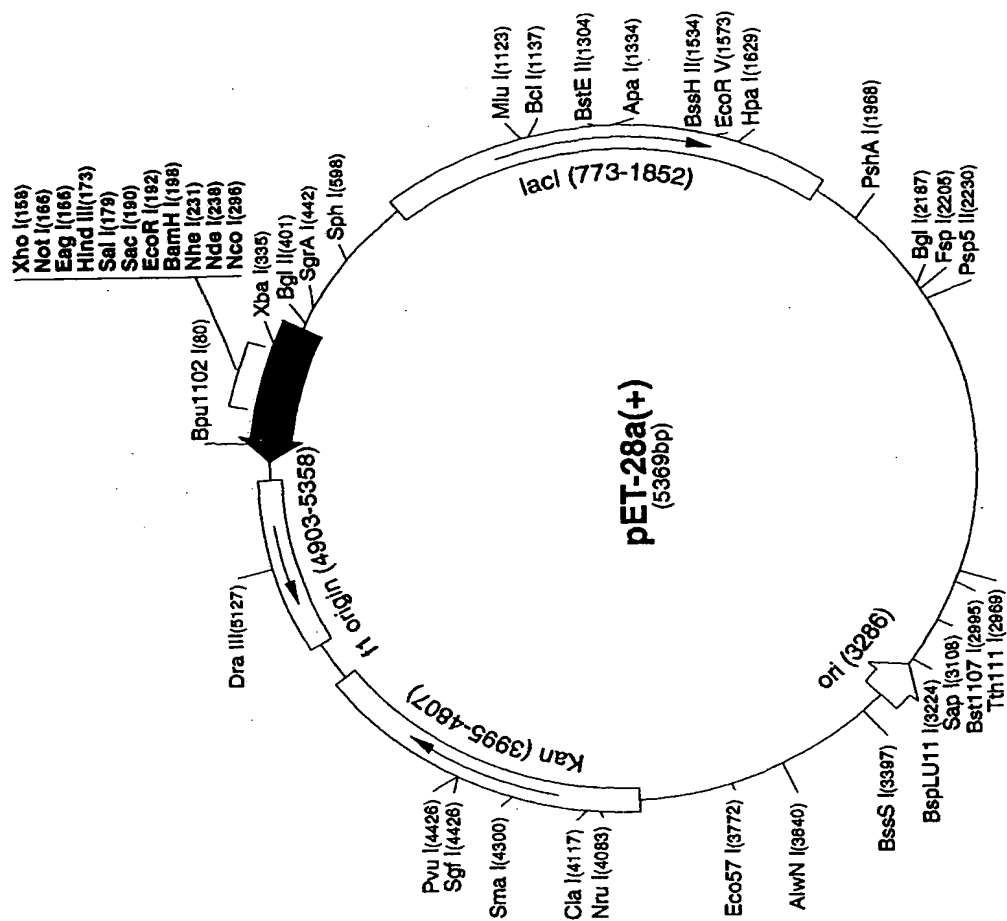 Xho I(158)
Not I(166)
Eag I(166)
Hind III(173)
Sal I(179)
Sac I(190)
EcoR I(192)
BamH I(198)
Nhe I(231)
Nde I(238)
Nco I(296)
Bpu1102 I(80)
Xba I(335)
Bgl II(401)
SgrA I(442)
Sph I(598)
Mlu I(1123)
Bcl I(1137)
BstE II(1304)
Apa I(1334)
BssH II(1534)
EcoR V(1573)
Hpa I(1629)
lacI (773-1852)
PshA I(1968)
Bgl I(2187)
Fsp I(2205)
Psp5 II(2230)
pET-28a(+)
(5369bp)
Dra III(5127)
f1 origin (4903-5358)
Kan (3995-4807)
Pvu I(4426)
Sgf I(4426)
Sma I(4300)
Cla I(4117)
Nru I(4083)
Eco57 I(3772)
AlwN I(3640)
ori (3286)
BssS I(3397)
BspLU11 I(3224)
Sap I(3108)
Bst1107 I(2995)
Tth111 I(2969)